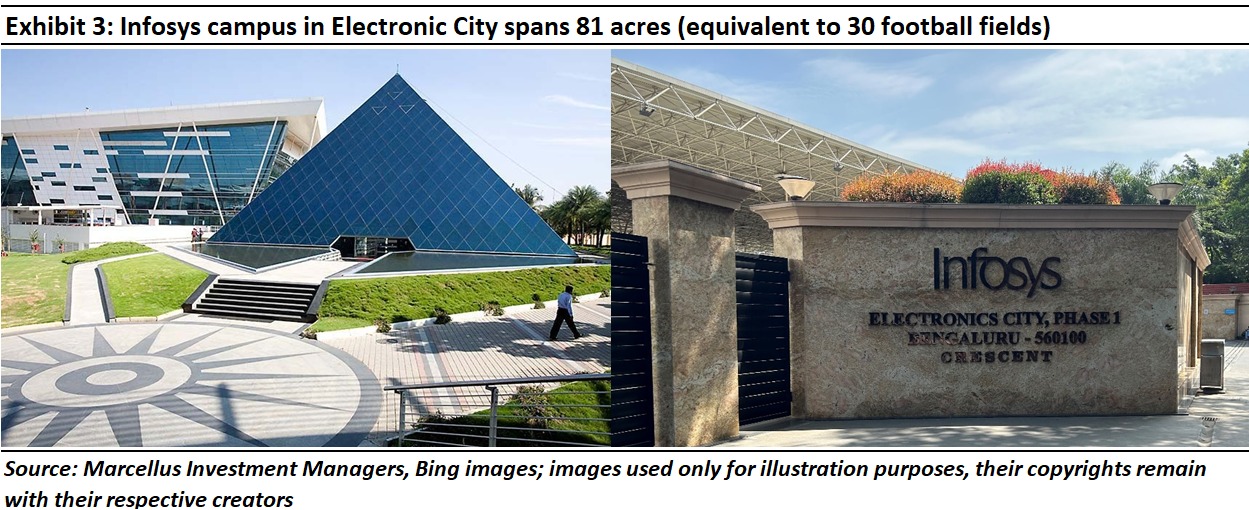 Exhibit 3: Infosys campus in Electronic City spans 81 acres (equivalent to 30 football fields)
Infosys
ELECTRONICS CITY, PHASE 1
BENGALURU - 560100
CRESCENT
Source: Marcellus Investment Managers, Bing images; images used only for illustration purposes, their copyrights remain
with their respective creators